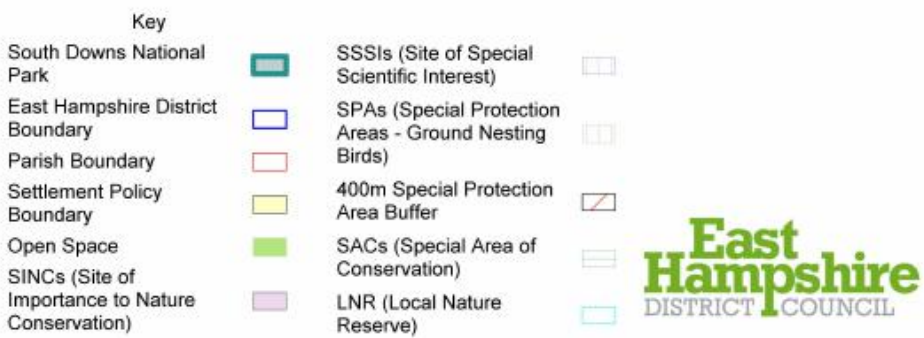 Key
South Downs National
Park
East Hampshire District
Boundary
Parish Boundary
Settlement Policy
Boundary
Open Space
SINCs (Site of
Importance to Nature
Conservation)
SSSIs (Site of Special
Scientific Interest)
SPAs (Special Protection
Areas - Ground Nesting
Birds)
400m Special Protection
Area Buffer
SACs (Special Area of
Conservation)
LNR (Local Nature
Reserve)
East
Hampshire
DISTRICT COUNCIL